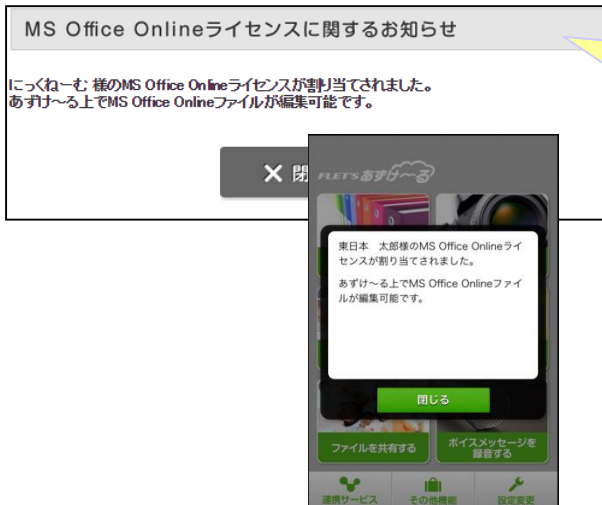 MS Office Onlineライセンスに関するお知らせ
にっくねーむ 様のMS Office Onlineライセンスが割り当てされました。
あずけ～る上でMS Office Onlineファイルが編集可能です。
× 閉
FLET'S あずけ～る
東日本 太郎様のMS Office Onlineライ
センスが割り当てされました。
あずけ～る上でMS Office Onlineファイ
ルが編集可能です。
閉じる
ファイルを共有する
ボイスメッセージを
録音する
連携サービス
その他機能
設定変更